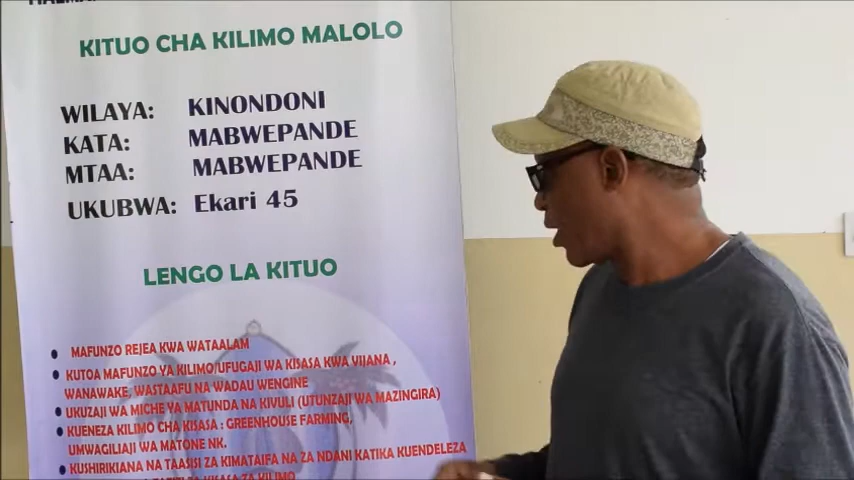 KITUO CHA KILIMO MALOLO
WILAYA: KINONDONI
KATA: MABWEPANDE
MTAA: MABWEPANDE
UKUBWA: Ekari 45
LENGO LA KITUO
MAFUNZO REJEA KWA WATAALAM
KUTOA MAFUNZO YA KILIMO/UFUGAJI WA KISASA KWA VIJANA,
WANAWAKE, WASTAAFU NA WADAU WENGINE
UKUZAJI WA MICHE YA MATUNDA NA KIVULI (UTUNZAJI WA MAZINGIRA)
KUENEZA KILIMO CHA KISASA (GREENHOUSE FARMING,
UMWAGILIAJI WA MATONE NK.
KUSHIRIKIANA NA TAASISI ZA KIMATAIFA NA ZA NDANI KATIKA KUENDELEZA